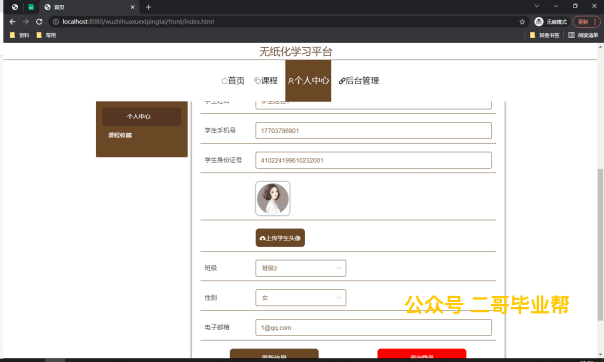 首页
localhost:8080/wuzhihuaxuexipingtai/front/index.html
无痕模式
更新
资料
常用
其他书签
阅读清单
无纸化学习平台
首页
课程
个人中心
后台管理
个人中心
课程收藏
学生手机号
17703786901
学生身份证号
410224199610232001
上传学生头像
班级
班级2
性别
女
公众号 二哥毕业帮
电子邮箱
1@qq.com